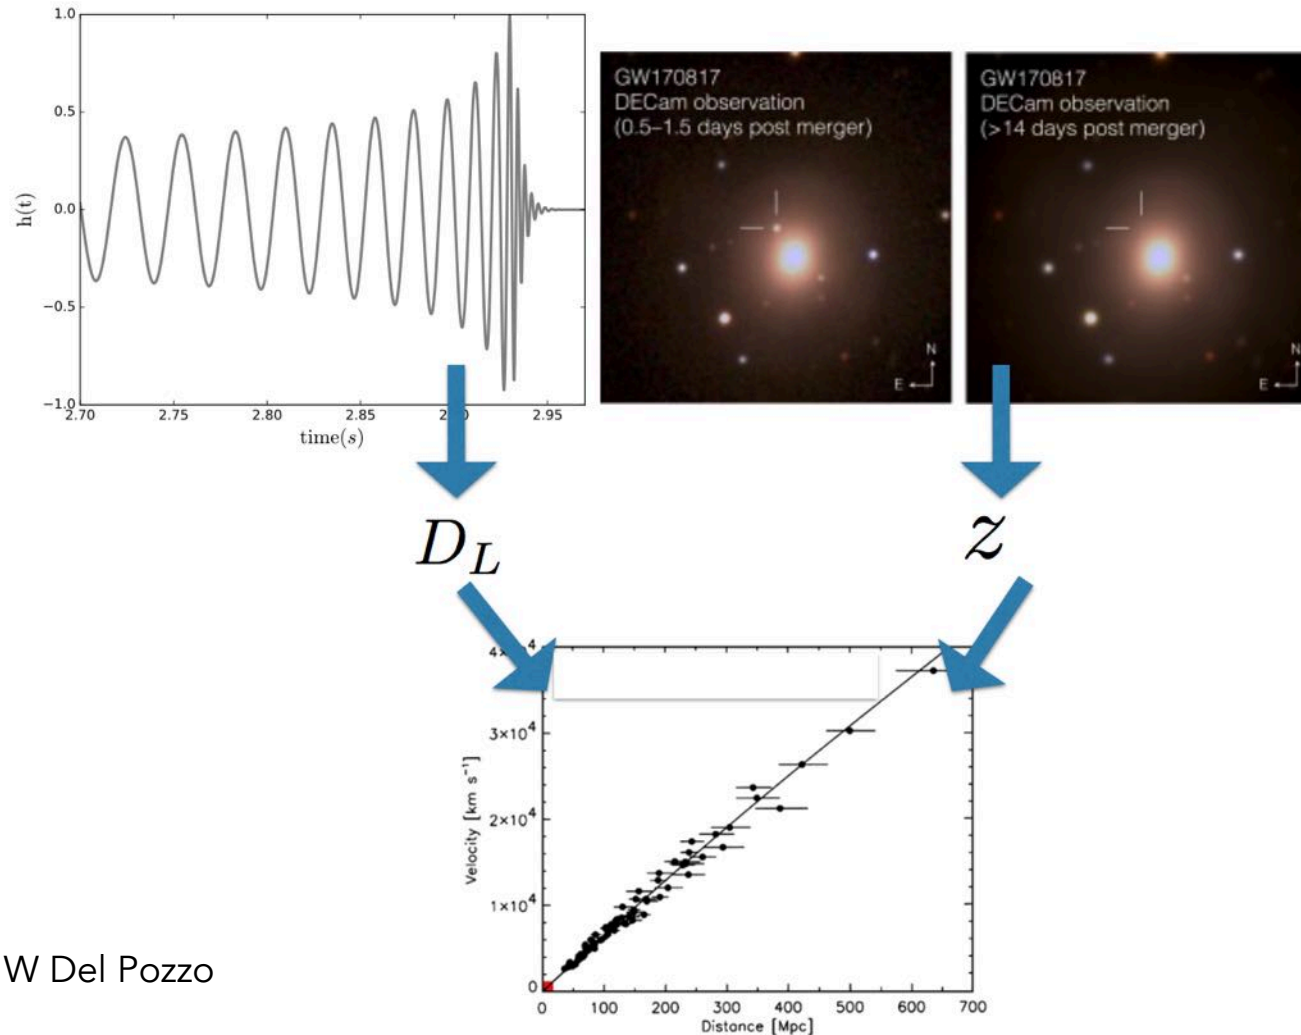 1.0
0.5
0.0
−0.5
−1.0
h(t)
2.70
2.75
2.80
2.85
2.95
time(s)
GW170817
DECam observation
(0.5–1.5 days post merger)
N
E
GW170817
DECam observation
(>14 days post merger)
N
E
D_L
z
3×10⁴
2×10⁴
1×10⁴
0
Velocity [km s⁻¹]
0 100 200 300 400 500 600 700
Distance [Mpc]
W Del Pozzo